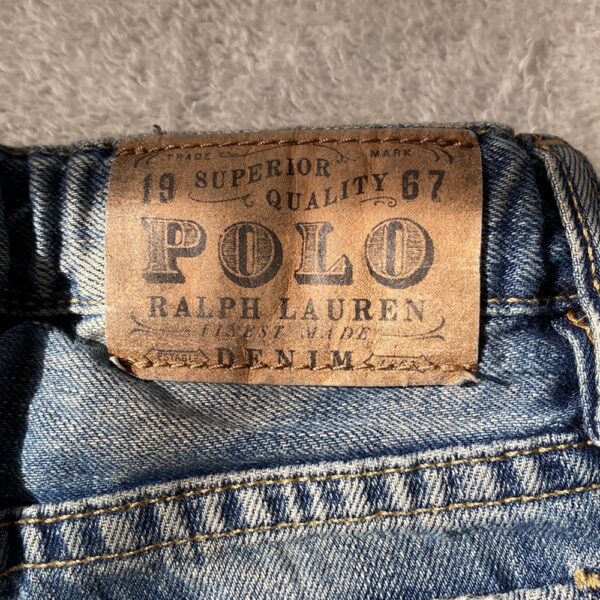 TRADE MARK
19 SUPERIOR QUALITY 67
POLO
RALPH LAUREN
FINEST MADE
DENIM